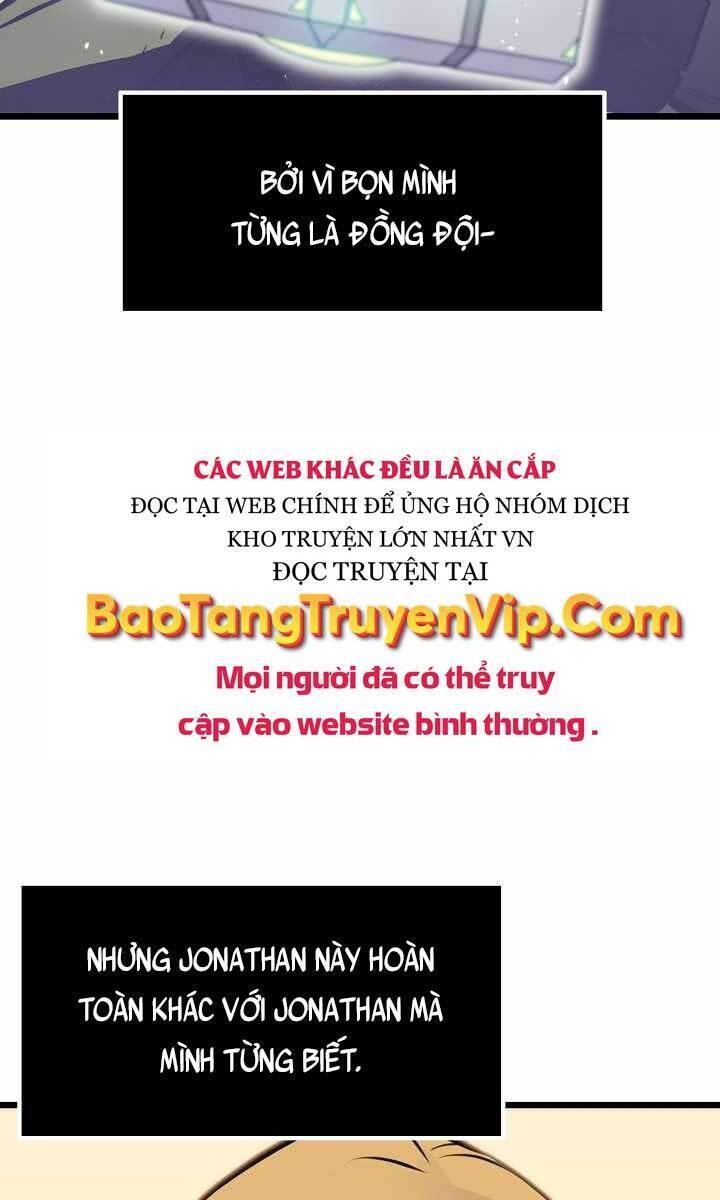 BỞI VÌ BỌN MÌNH
TỪNG LÀ ĐỒNG ĐỘI-
CÁC WEB KHÁC ĐỀU LÀ ĂN CẮP
ĐỌC TẠI WEB CHÍNH ĐỂ ỦNG HỘ NHÓM DỊCH
KHO TRUYỆN LỚN NHẤT VN
ĐỌC TRUYỆN TẠI
BaoTangTruyenVip.Com
Mọi người đã có thể truy
cập vào website bình thường .
NHƯNG JONATHAN NÀY HOÀN
TOÀN KHÁC VỚI JONATHAN MÀ
MÌNH TỪNG BIẾT.